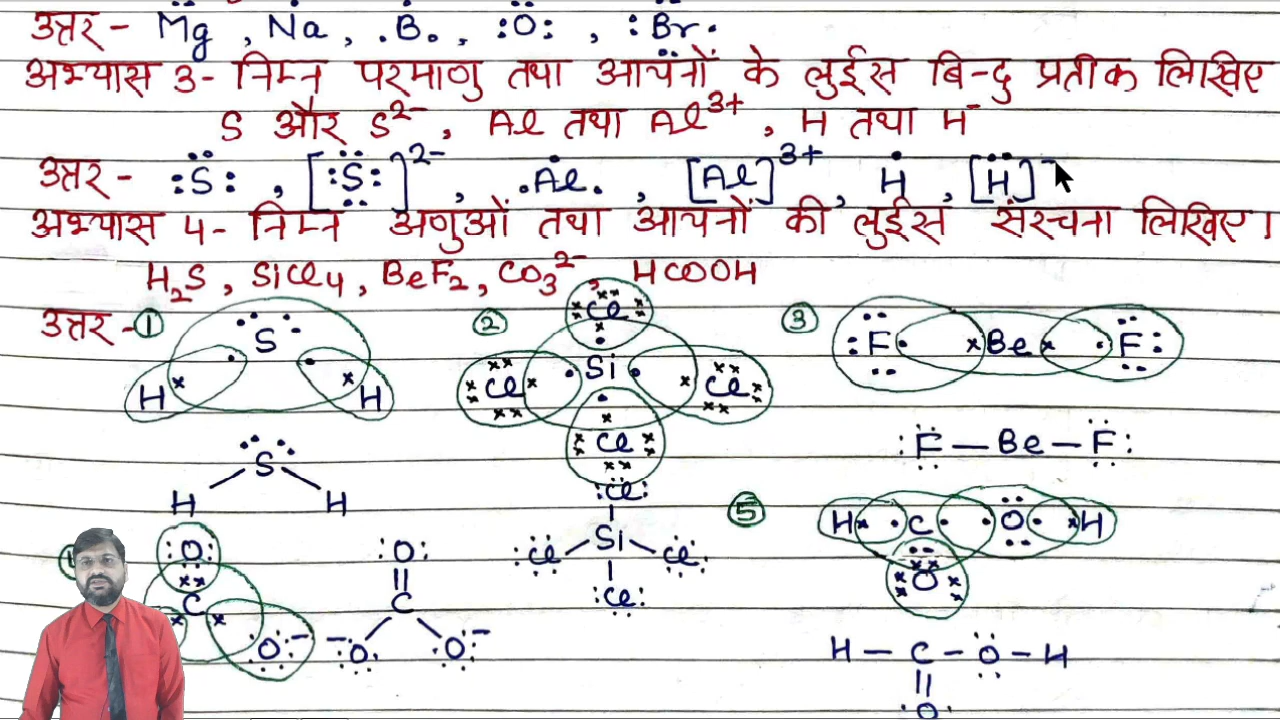 उत्तर- Mg , Na , .B. , :O: , :Br.
अभ्यास 3- निम्न परमाणु तथा आयनों के लुईस बिन्दु प्रतीक लिखिए
S और S²⁻ , Al तथा Al³⁺ , H तथा H⁻
उत्तर- :S: , [:S:]²⁻ , .Al. , [Al]³⁺ , H , [H]⁻
अभ्यास 4- निम्न अणुओं तथा आयनों की लुईस संरचना लिखिए।
H₂S , SiCl₄ , BeF₂ , CO₃²⁻ , HCOOH
उत्तर- ①
S
H H
S
H H
②
Cl
Cl Si Cl
Cl
:Cl:
:Cl – Si – Cl:
:Cl:
③ :F. ×Be× .F:
:F — Be — F:
:O:
C
:O:⁻
:O:
||
C
⁻:O: :O:⁻
⑤ H× .C. .O. ×H
O
H — C — O — H
||
:O: